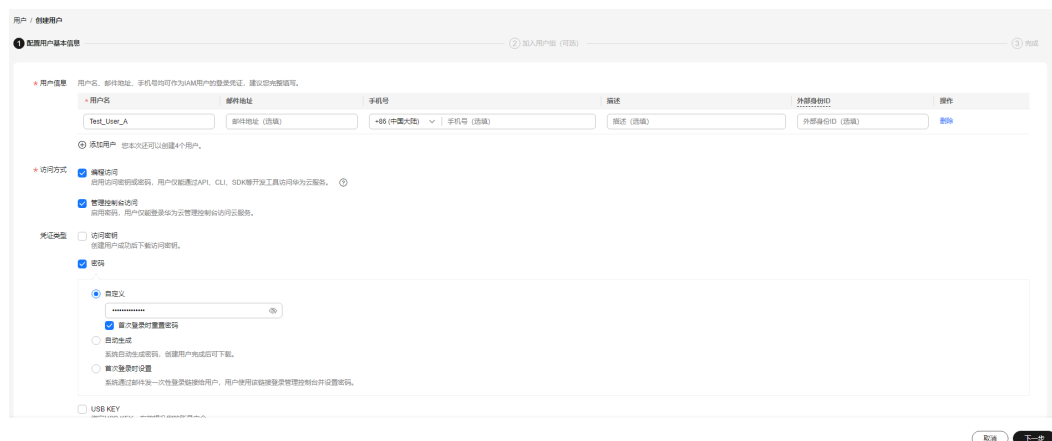 用户 / 创建用户
1 配置用户基本信息
2 加入用户组（可选）
3 完成
* 用户信息 用户名、邮件地址、手机号均可作为IAM用户的登录凭证，建议您完整填写。
* 用户名 邮件地址 手机号 描述 外部身份ID 操作
Test_User_A 邮件地址（选填） +86 (中国大陆) 手机号（选填） 描述（选填） 外部身份ID（选填） 删除
添加用户 您本次还可以创建4个用户。
* 访问方式 编程访问
启用访问密钥或密码，用户仅能通过API、CLI、SDK等开发工具访问华为云服务。
管理控制台访问
启用密码，用户仅能登录华为云管理控制台访问云服务。
凭证类型 访问密钥
创建用户成功后下载访问密钥。
密码
自定义
••••••••••••••
首次登录时重置密码
自动生成
系统自动生成密码，创建用户完成后可下载。
首次登录时设置
系统通过邮件发一次性登录链接给用户，用户使用该链接登录管理控制台并设置密码。
USB KEY
取消 下一步